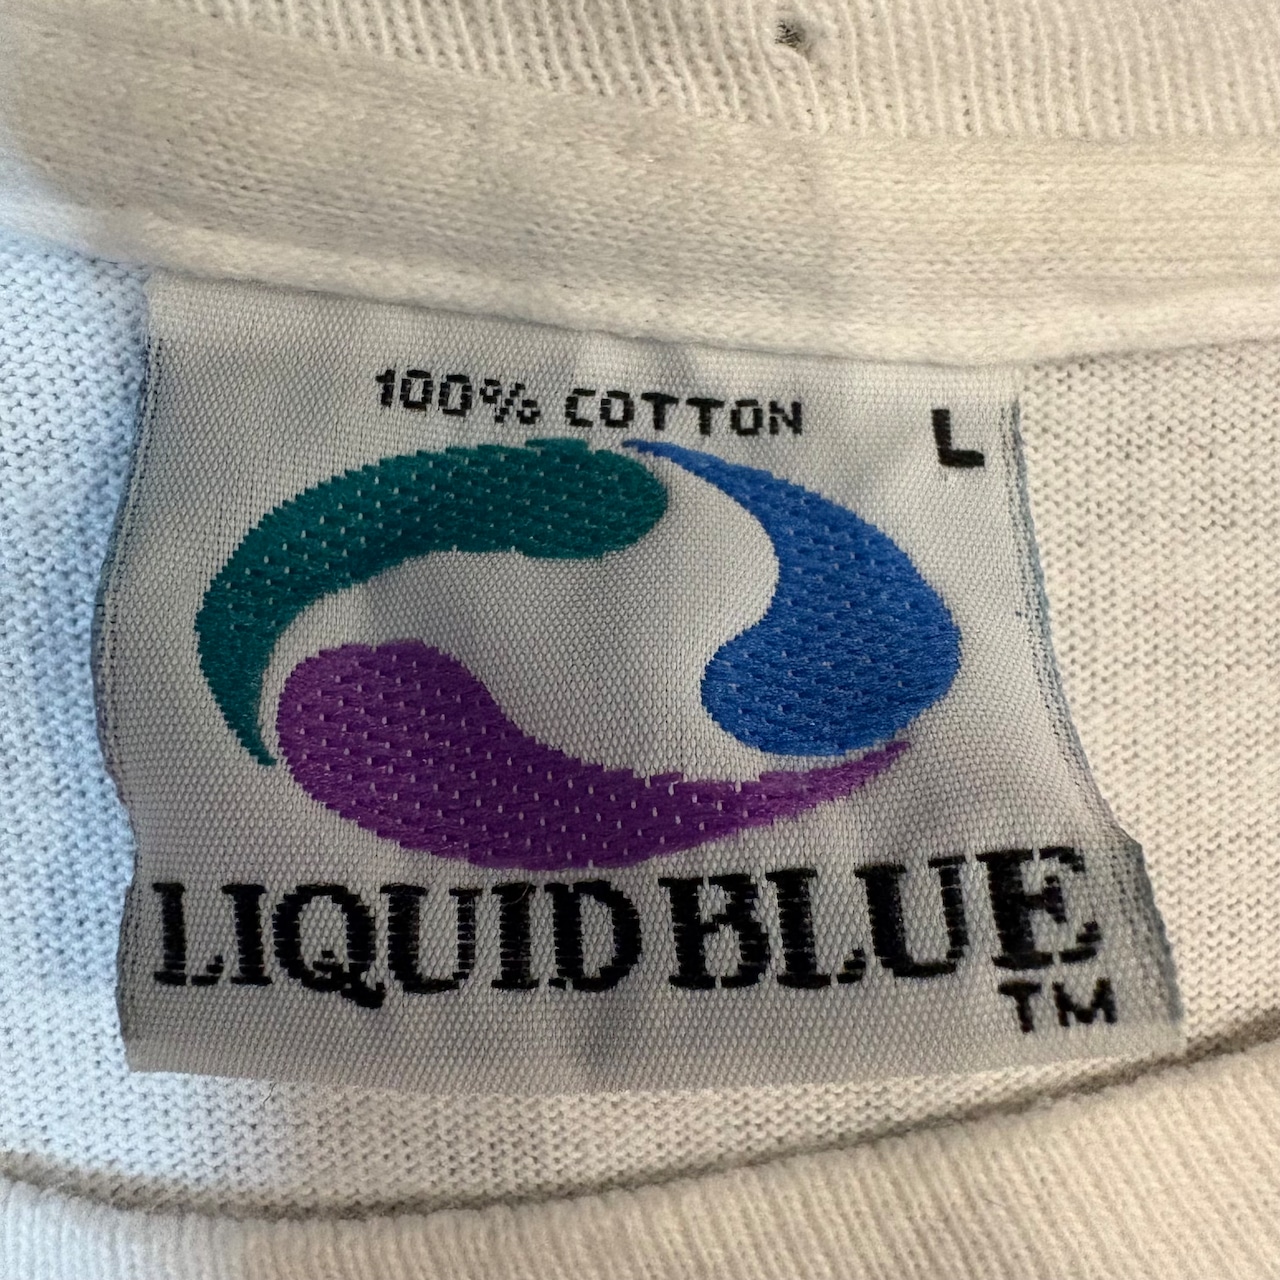 100% COTTON
L
LIQUID BLUE
TM